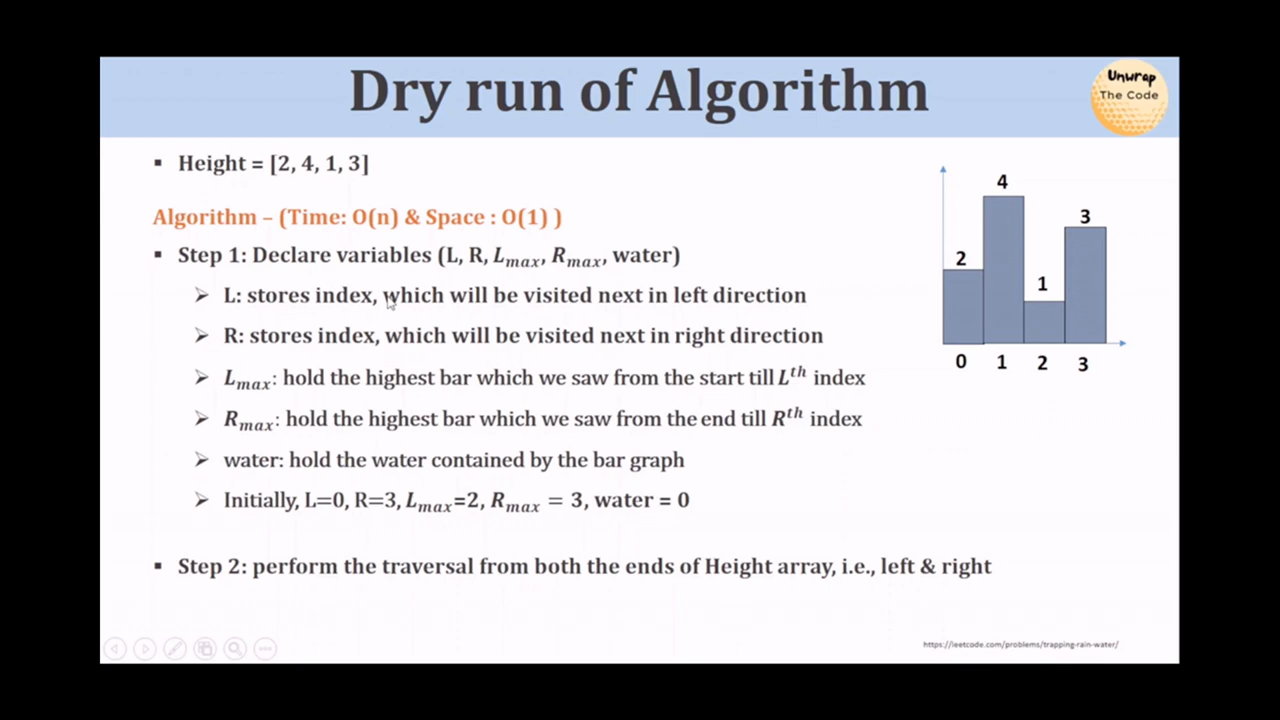 Dry run of Algorithm
Unwrap
The Code
▪ Height = [2, 4, 1, 3]
Algorithm – (Time: O(n) & Space : O(1) )
▪ Step 1: Declare variables (L, R, Lmax, Rmax, water)
➢ L: stores index, which will be visited next in left direction
➢ R: stores index, which will be visited next in right direction
➢ Lmax: hold the highest bar which we saw from the start till Lth index
➢ Rmax: hold the highest bar which we saw from the end till Rth index
➢ water: hold the water contained by the bar graph
➢ Initially, L=0, R=3, Lmax=2, Rmax = 3, water = 0
▪ Step 2: perform the traversal from both the ends of Height array, i.e., left & right
4
3
2
1
0 1 2 3
https://leetcode.com/problems/trapping-rain-water/